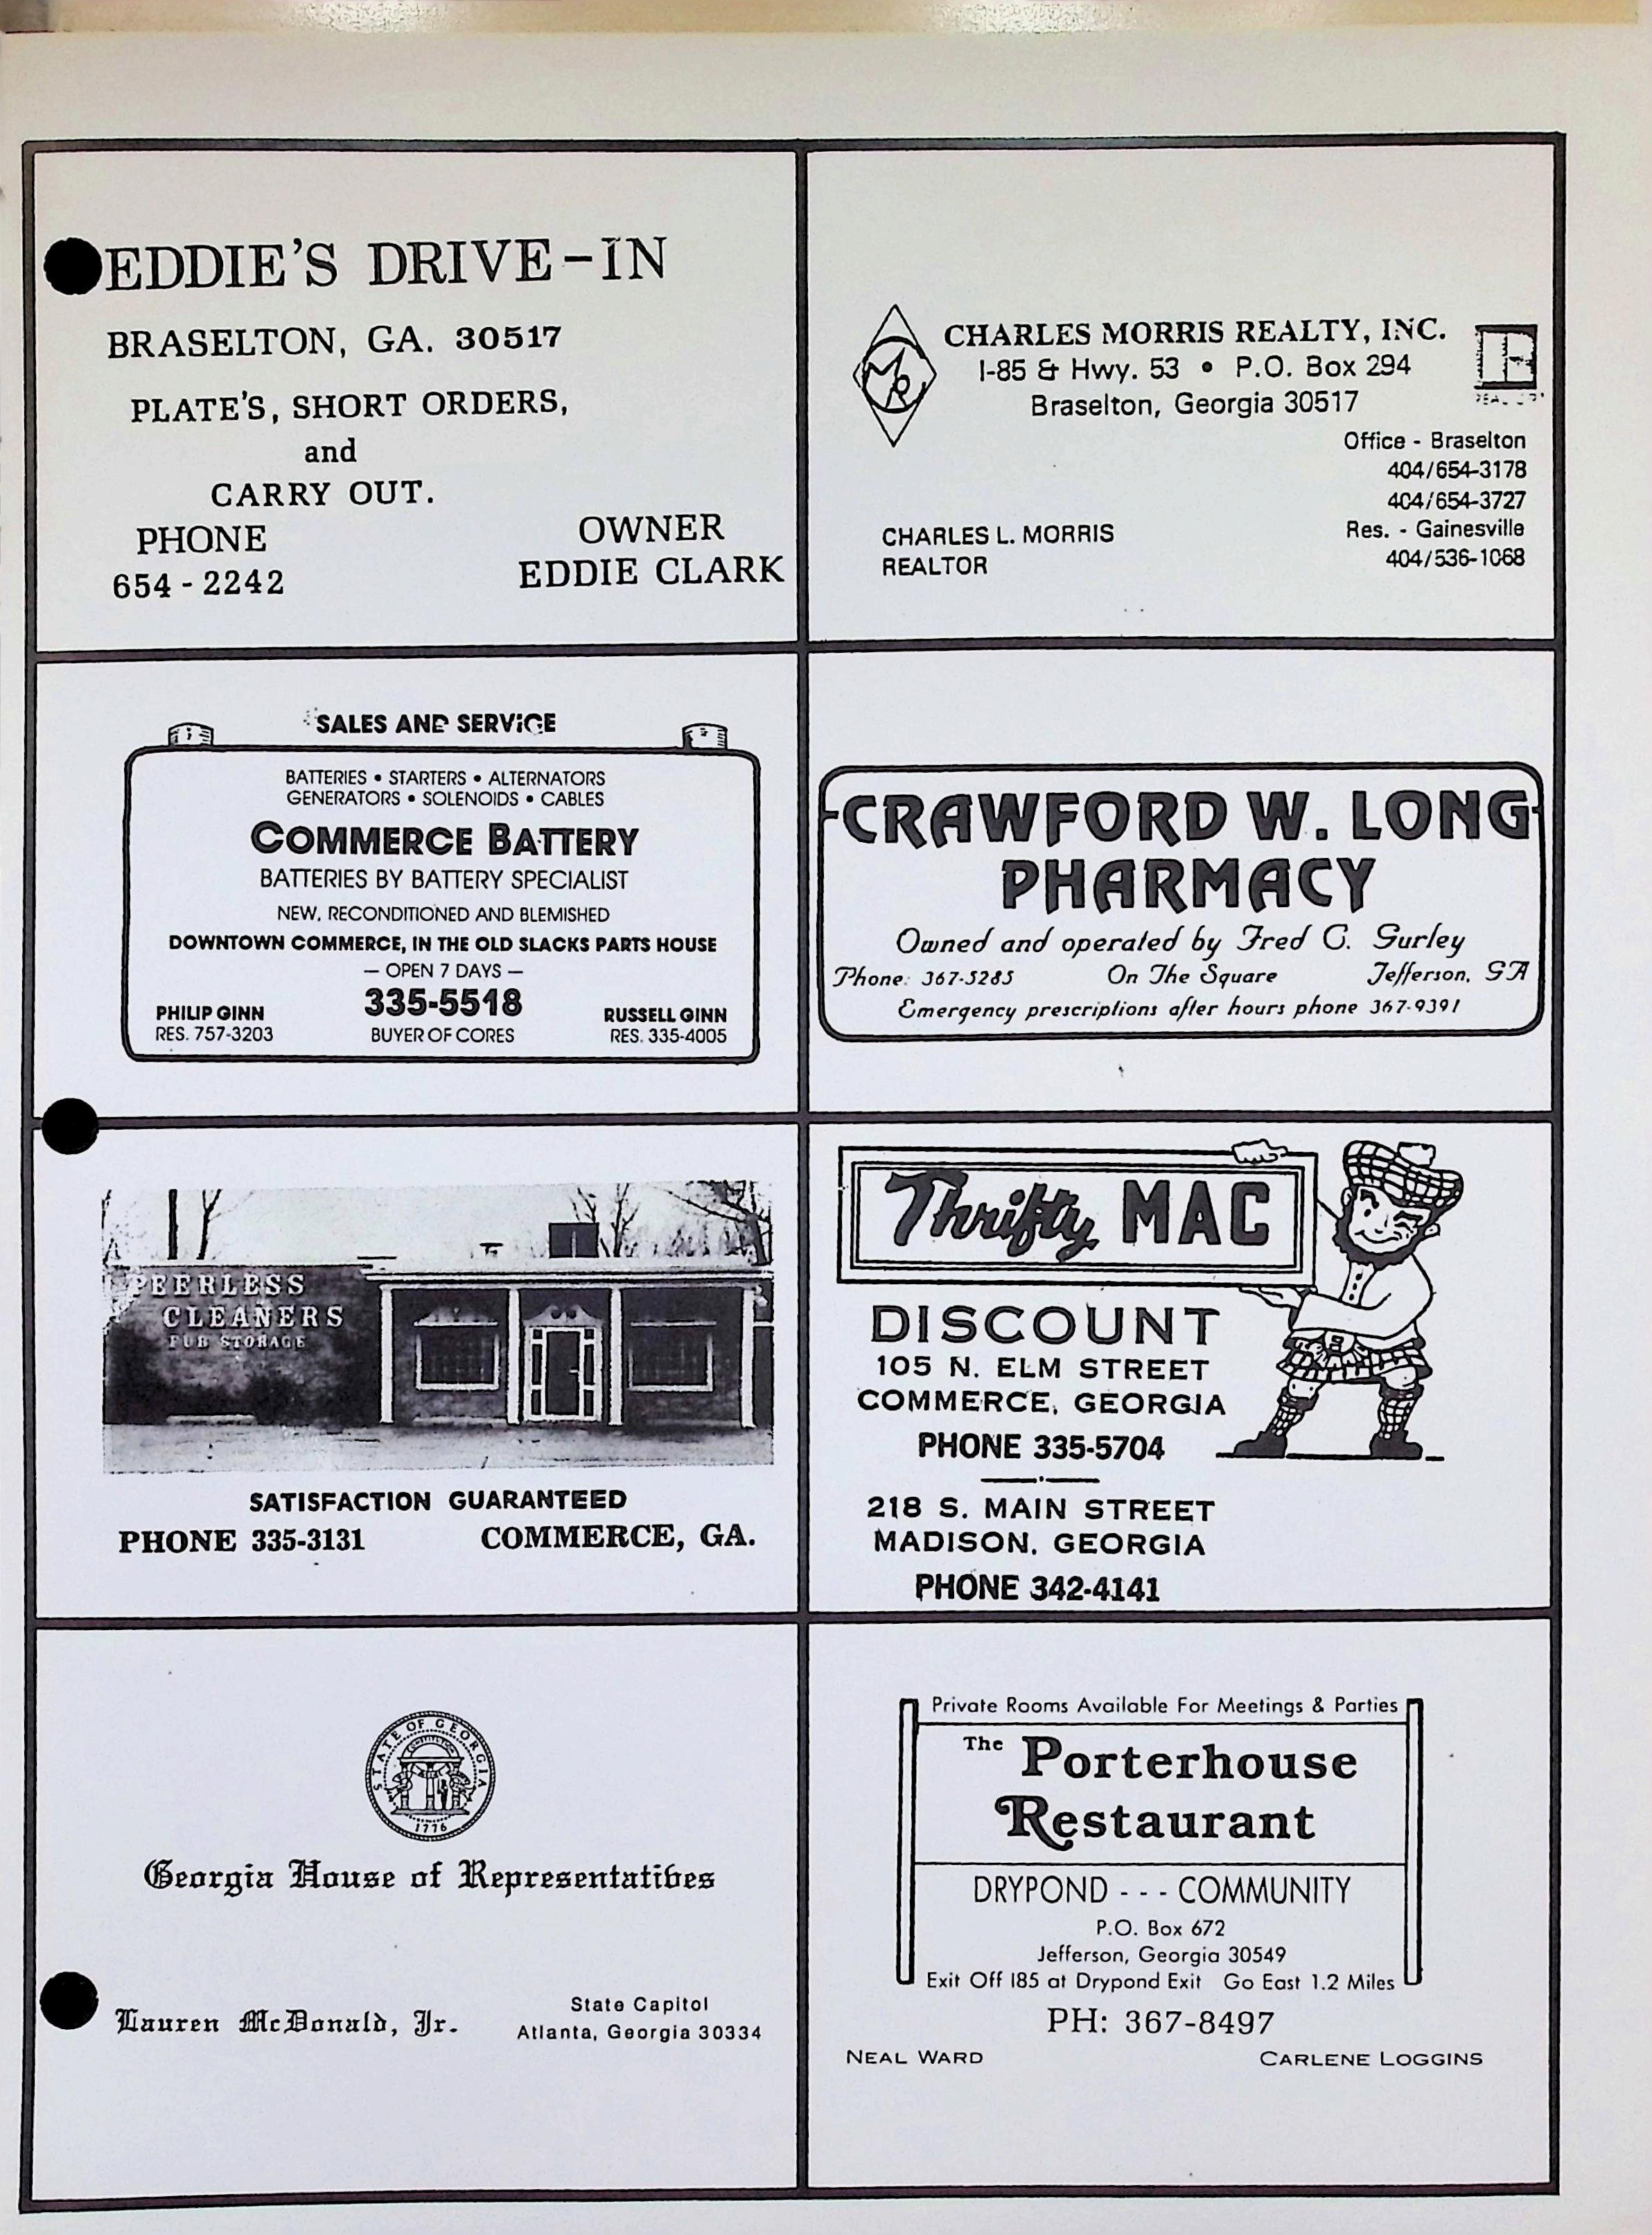 EDDIE'S DRIVE-IN
BRASELTON, GA. 30517
PLATE'S, SHORT ORDERS,
and
CARRY OUT.
PHONE
654-2242
OWNER
EDDIE CLARK
MR
CHARLES MORRIS REALTY, INC.
I-85 & Hwy. 53 • P.O. Box 294
Braselton, Georgia 30517
R
Office - Braselton
404/654-3178
404/654-3727
Res. - Gainesville
404/536-1068
CHARLES L. MORRIS
REALTOR
SALES AND SERVICE
BATTERIES • STARTERS • ALTERNATORS
GENERATORS • SOLENOIDS • CABLES
COMMERCE BATTERY
BATTERIES BY BATTERY SPECIALIST
NEW, RECONDITIONED AND BLEMISHED
DOWNTOWN COMMERCE, IN THE OLD SLACKS PARTS HOUSE
— OPEN 7 DAYS —
335-5518
BUYER OF CORES
PHILIP GINN
RES. 757-3203
RUSSELL GINN
RES. 335-4005
CRAWFORD W. LONG
PHARMACY
Owned and operated by Fred C. Gurley
Phone: 367-5285 On The Square Jefferson, GA
Emergency prescriptions after hours phone 367-9391
PEERLESS
CLEANERS
FUR STORAGE
SATISFACTION GUARANTEED
PHONE 335-3131 COMMERCE, GA.
Thrifty MAC
DISCOUNT
105 N. ELM STREET
COMMERCE, GEORGIA
PHONE 335-5704
218 S. MAIN STREET
MADISON, GEORGIA
PHONE 342-4141
STATE OF GEORGIA
1776
Georgia House of Representatives
Lauren McDonald, Jr.
State Capitol
Atlanta, Georgia 30334
Private Rooms Available For Meetings & Parties
The Porterhouse
Restaurant
DRYPOND - - - COMMUNITY
P.O. Box 672
Jefferson, Georgia 30549
Exit Off I85 at Drypond Exit Go East 1.2 Miles
PH: 367-8497
NEAL WARD CARLENE LOGGINS